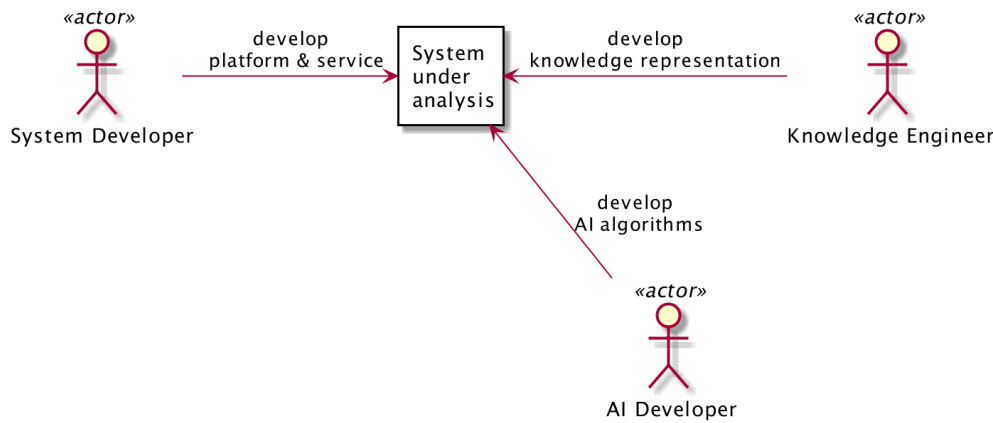 «actor»
System Developer
develop
platform & service
System
under
analysis
develop
knowledge representation
«actor»
Knowledge Engineer
develop
AI algorithms
«actor»
AI Developer